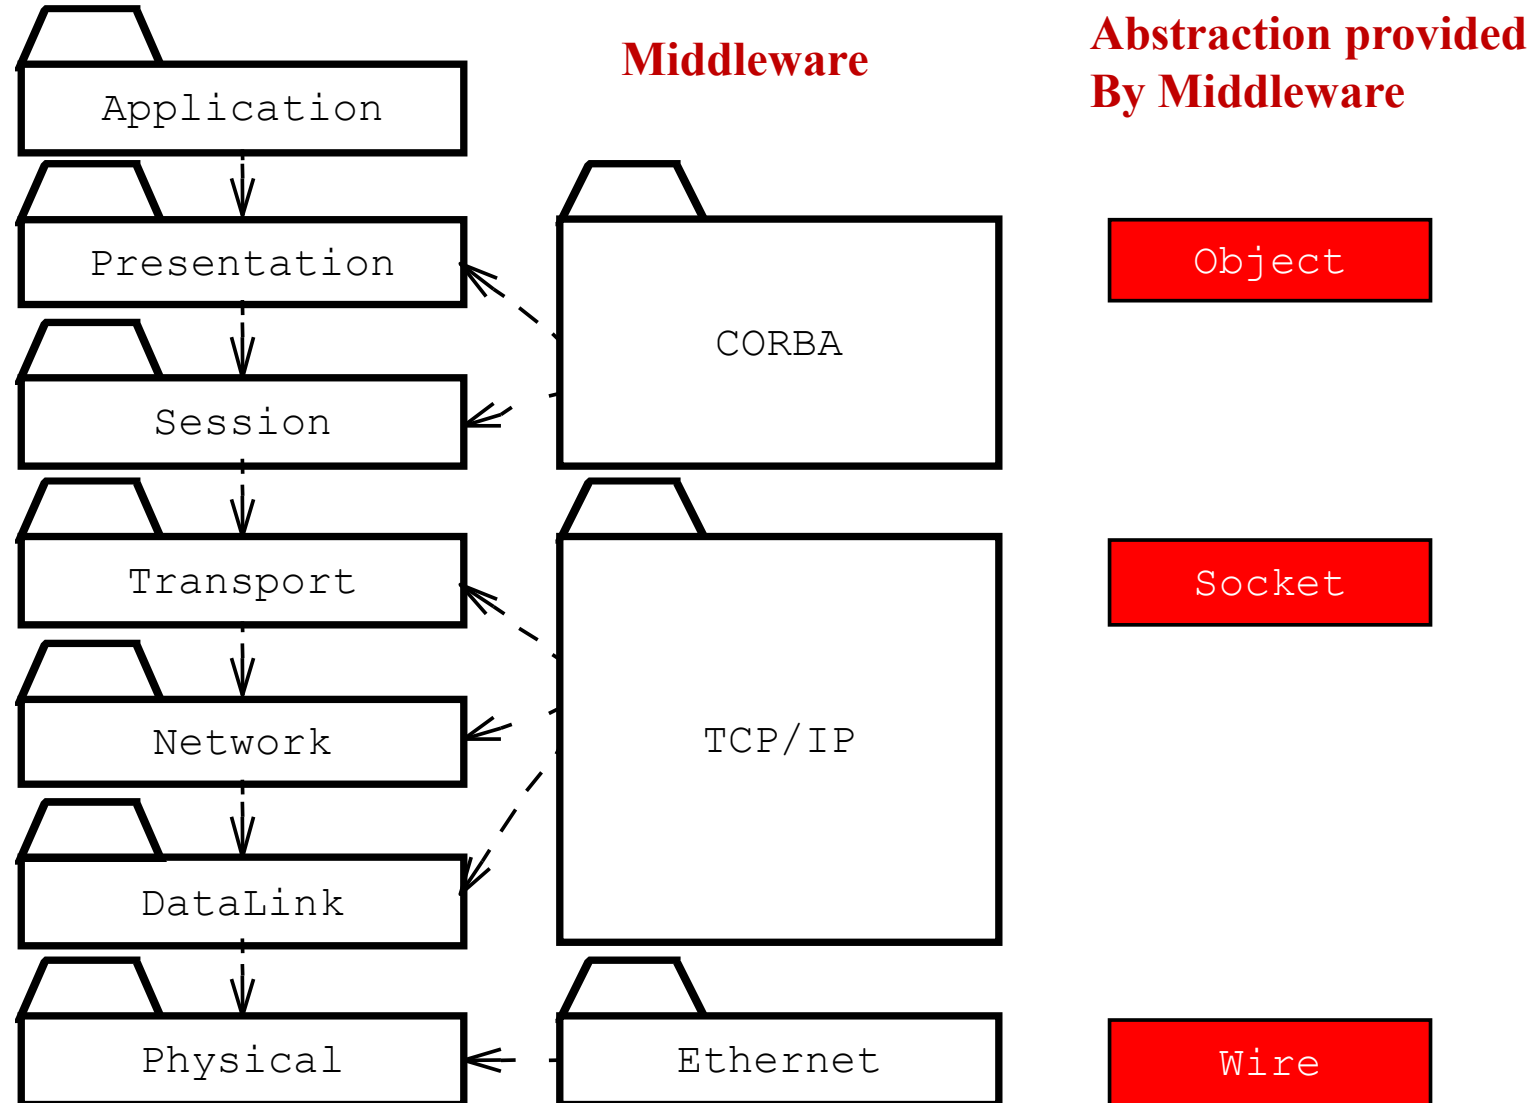 Middleware
Abstraction provided
By Middleware
Application
Presentation
Object
CORBA
Session
Transport
Socket
Network
TCP/IP
DataLink
Physical
Ethernet
Wire